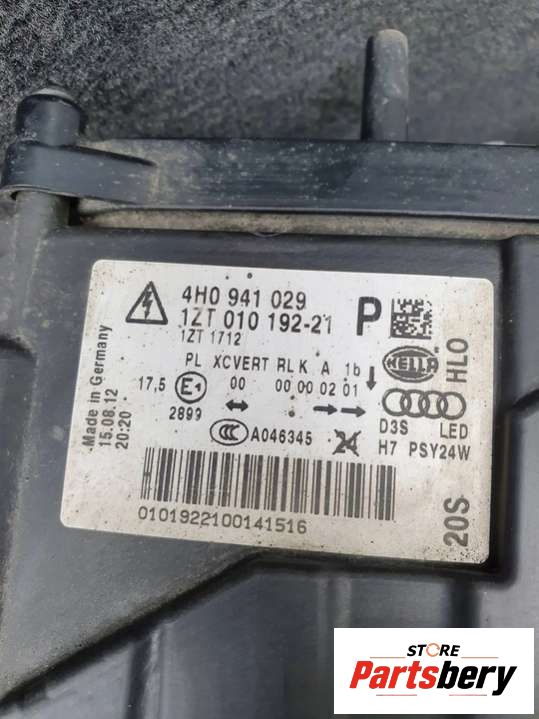 4H0 941 029
1ZT 010 192-21
P
1ZT 1712
PL XCVERT RL K A 1b
HELLA
HLO
17,5 E1 00 00 00 02 01
2899
CCC A046345 24
D3S LED
H7 PSY24W
Made in Germany
15.08.12
20:20
0101922100141516
20S
STORE
Partsbery